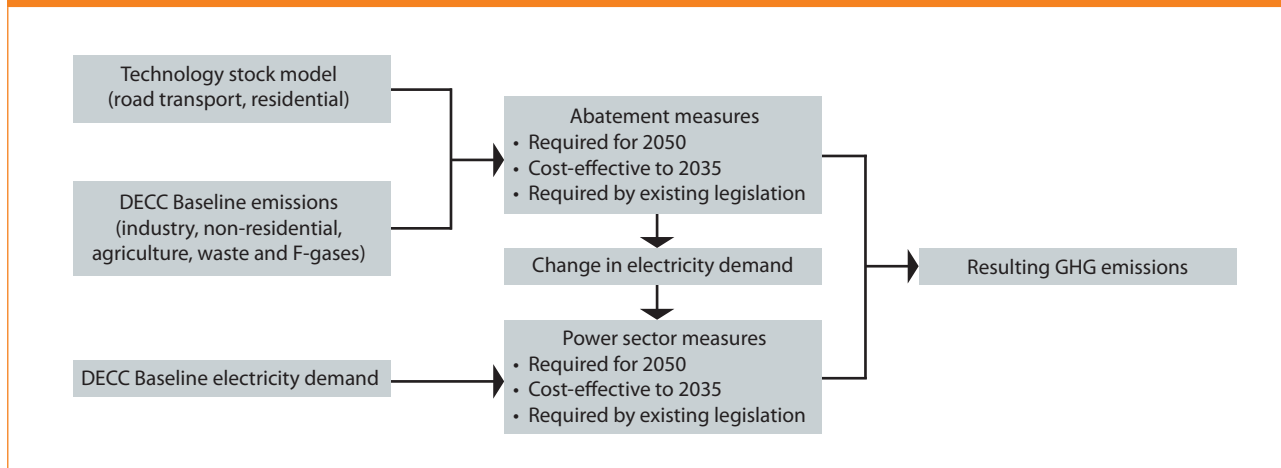 Technology stock model
(road transport, residential)
DECC Baseline emissions
(industry, non-residential,
agriculture, waste and F-gases)
DECC Baseline electricity demand
Abatement measures
• Required for 2050
• Cost-effective to 2035
• Required by existing legislation
Change in electricity demand
Power sector measures
• Required for 2050
• Cost-effective to 2035
• Required by existing legislation
Resulting GHG emissions